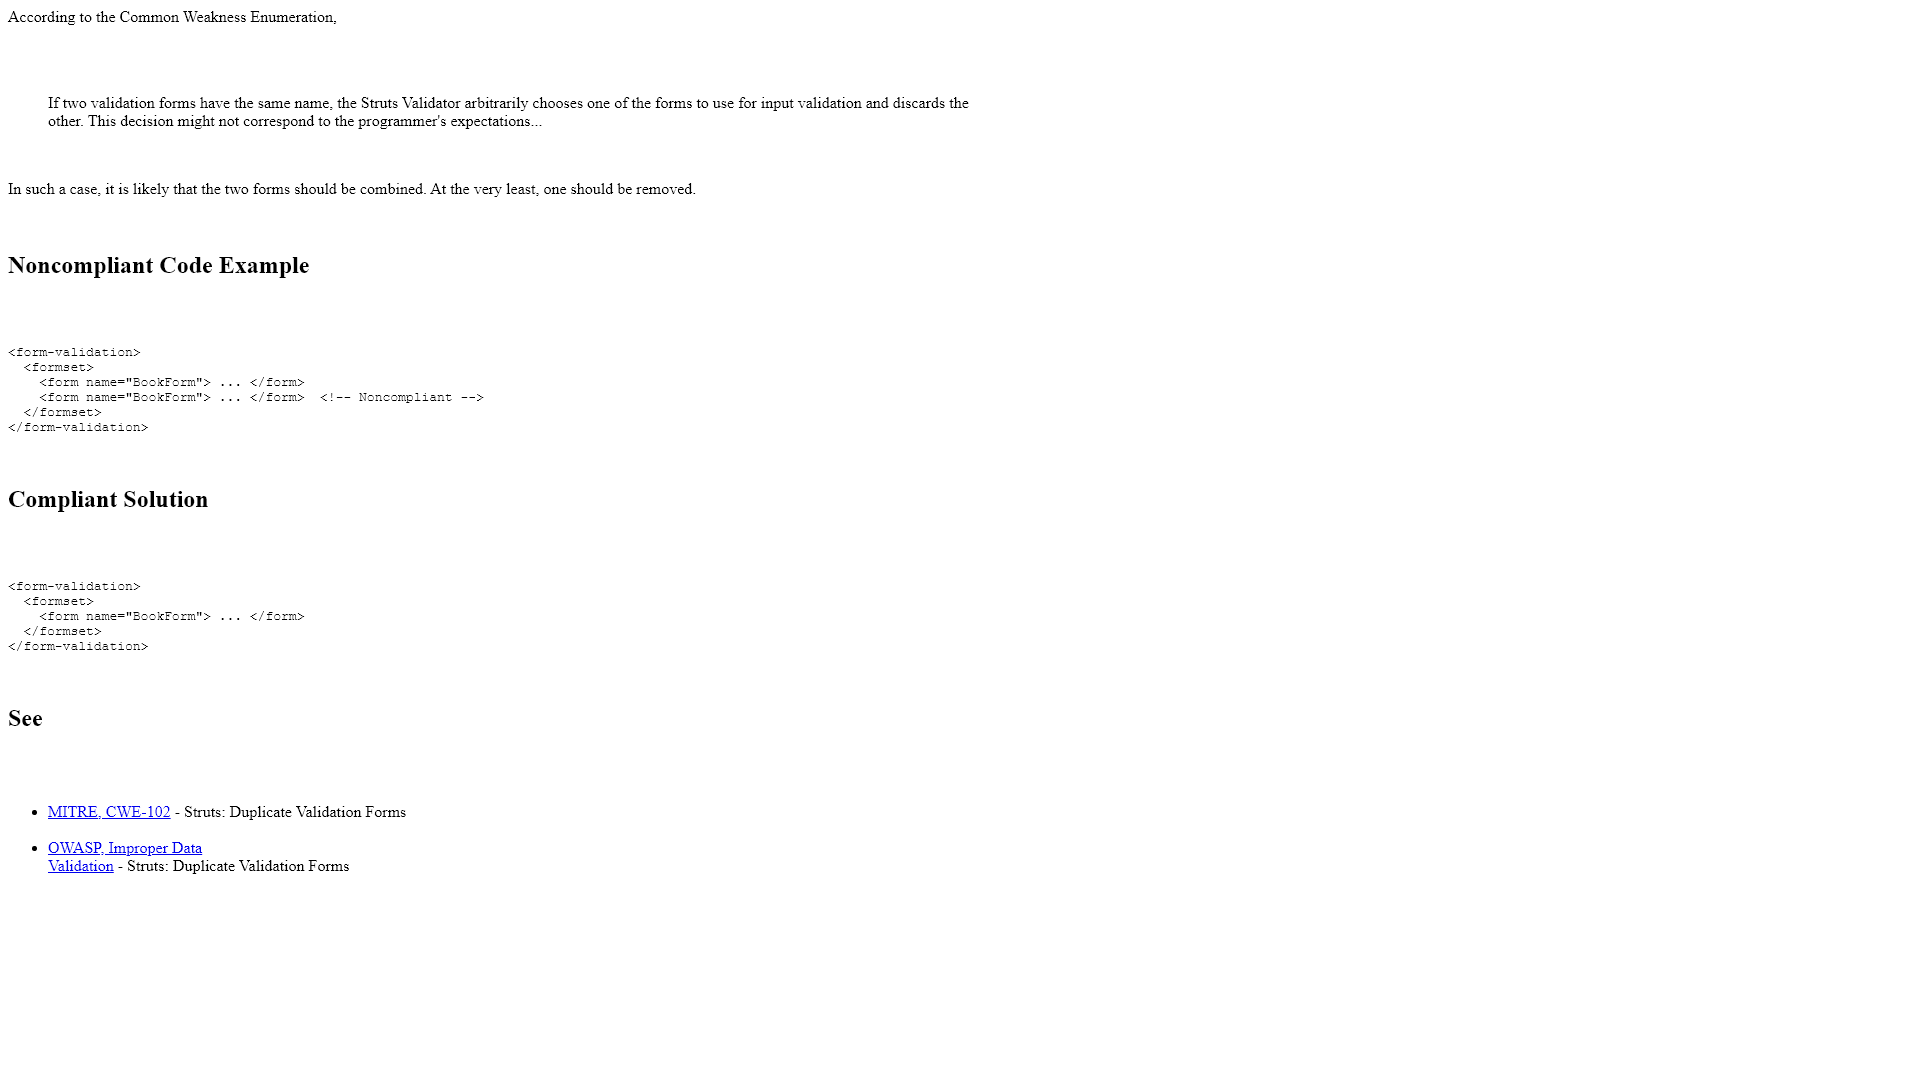 According to the Common Weakness Enumeration,
If two validation forms have the same name, the Struts Validator arbitrarily chooses one of the forms to use for input validation and discards the
other. This decision might not correspond to the programmer's expectations...
In such a case, it is likely that the two forms should be combined. At the very least, one should be removed.
Noncompliant Code Example
<form-validation>
  <formset>
    <form name="BookForm"> ... </form>
    <form name="BookForm"> ... </form>  <!-- Noncompliant -->
  </formset>
</form-validation>
Compliant Solution
<form-validation>
  <formset>
    <form name="BookForm"> ... </form>
  </formset>
</form-validation>
See
• MITRE, CWE-102 - Struts: Duplicate Validation Forms
• OWASP, Improper Data
Validation - Struts: Duplicate Validation Forms